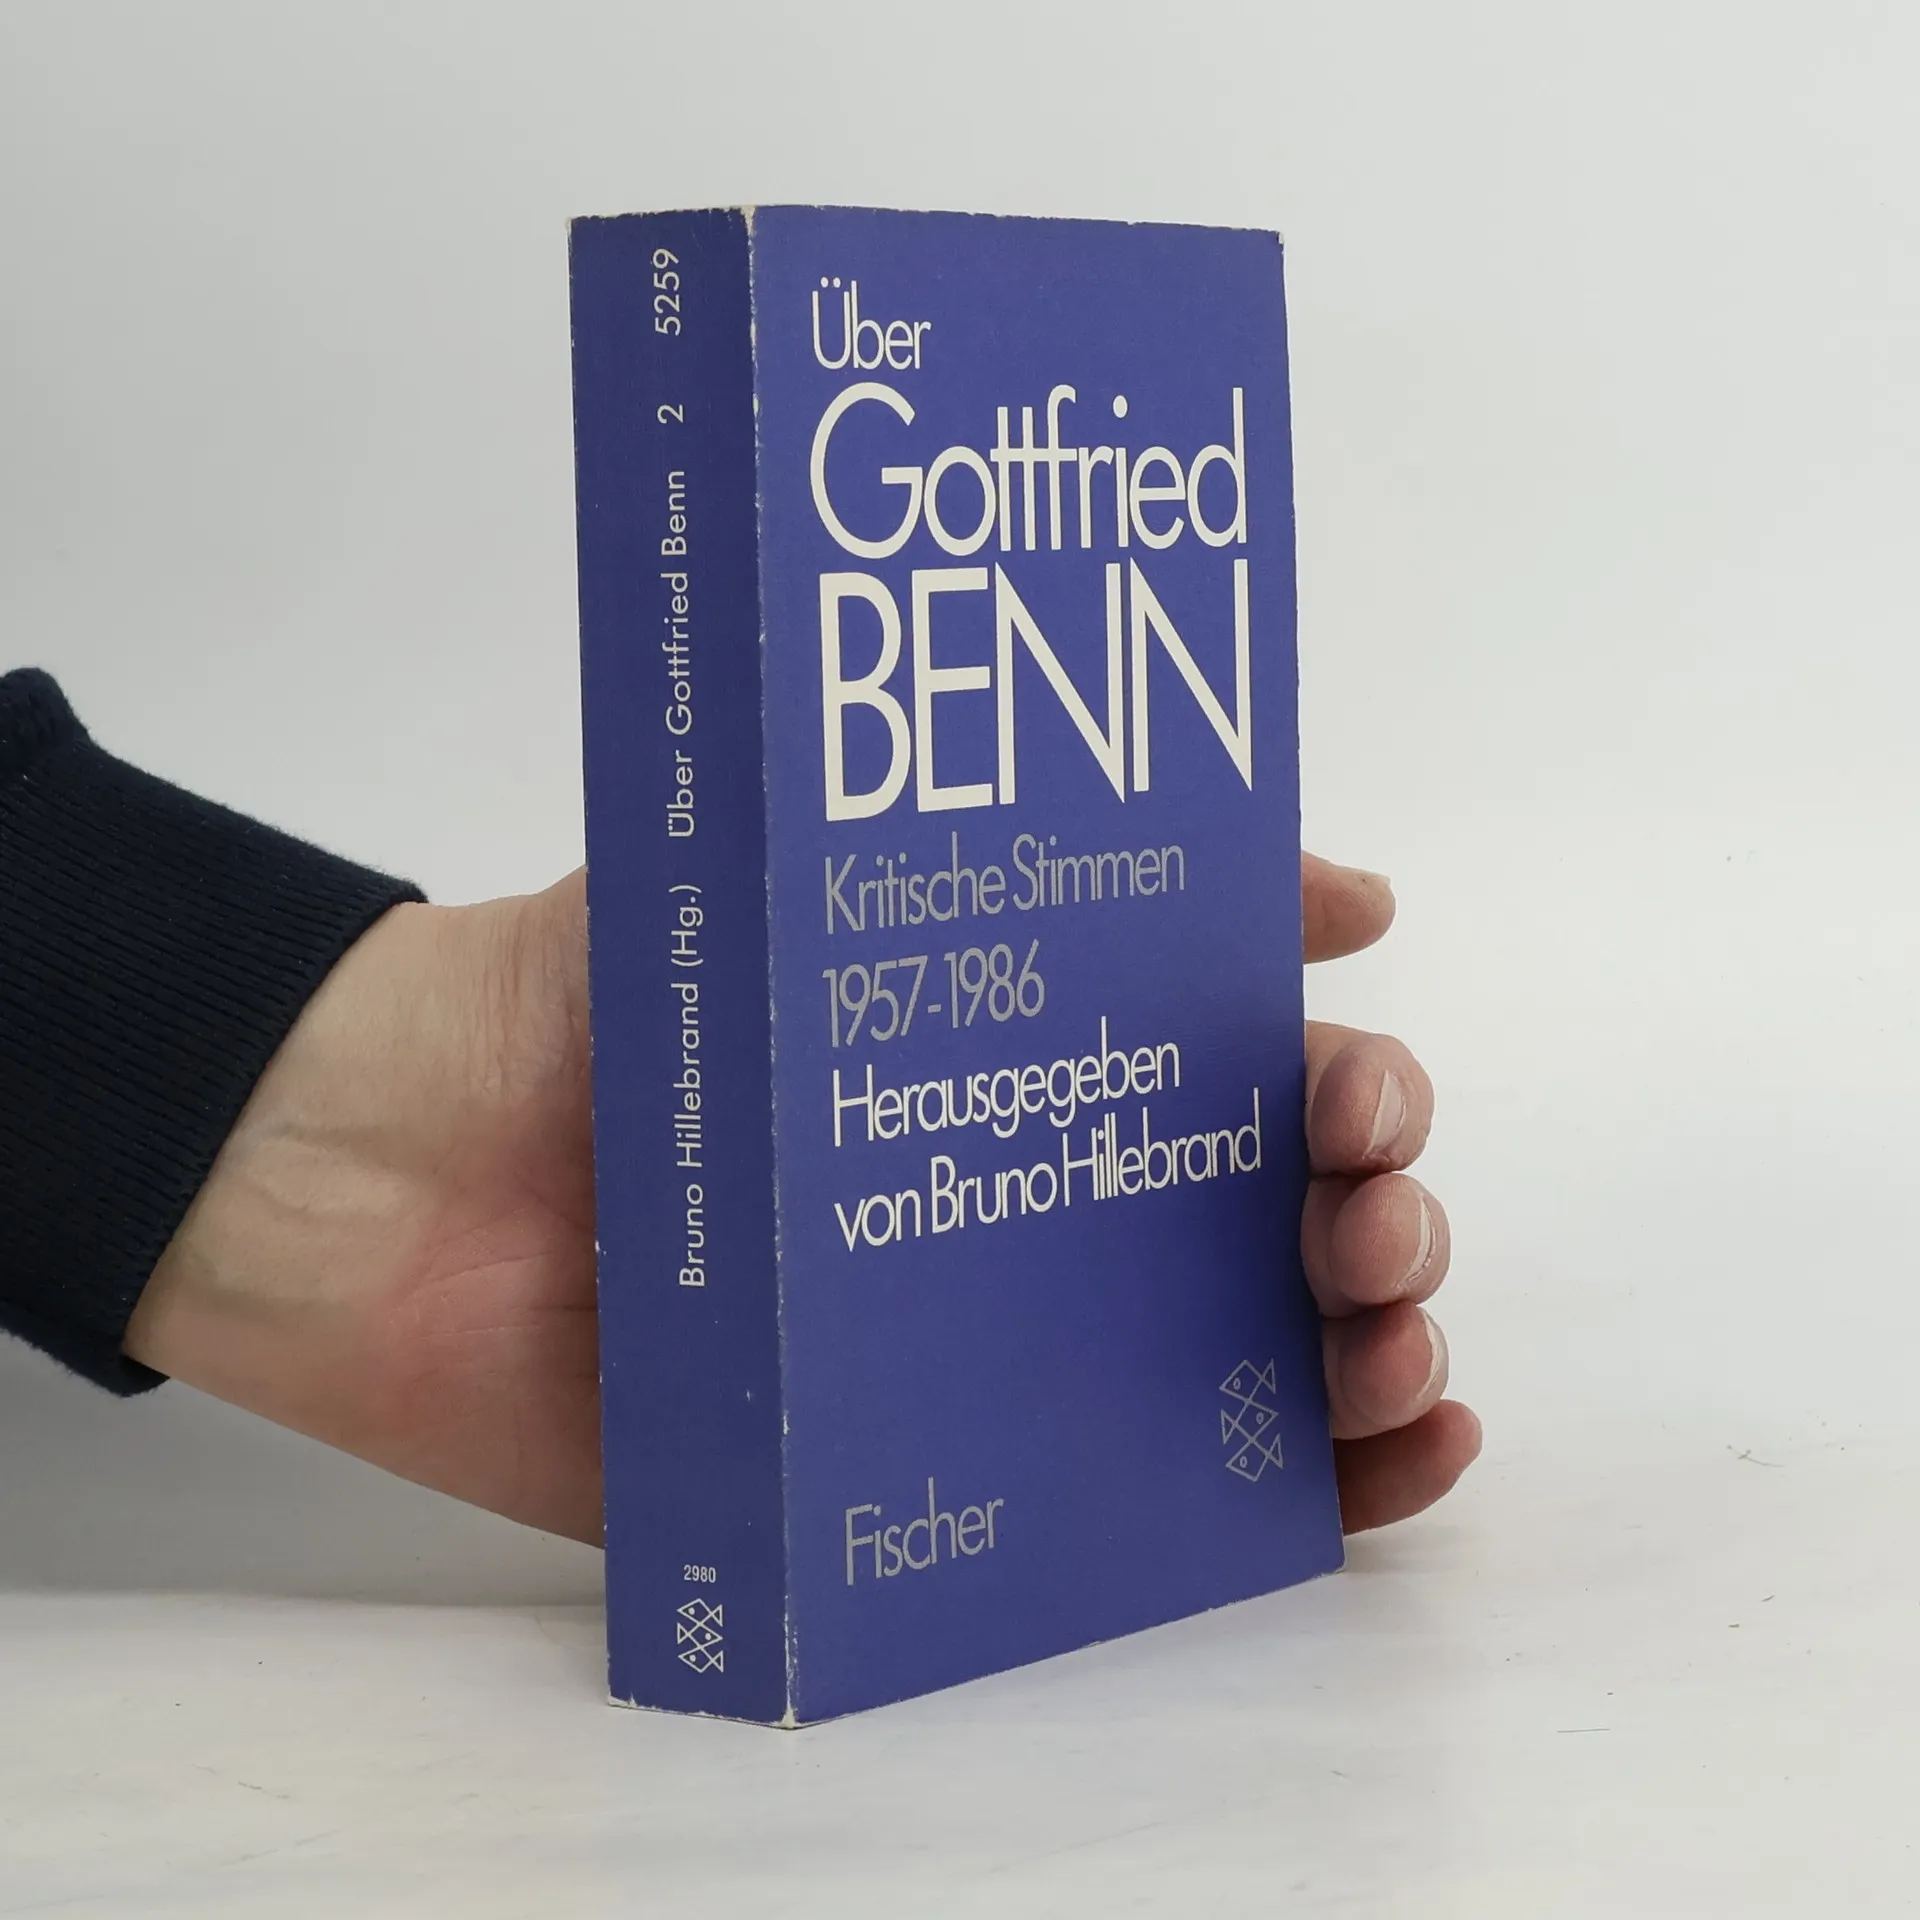 Über
Gottfried
BENN
Kritische Stimmen
1957-1986
Herausgegeben
von Bruno Hillebrand
Fischer
Bruno Hillebrand (Hg.) Über Gottfried Benn 2 5259
2980